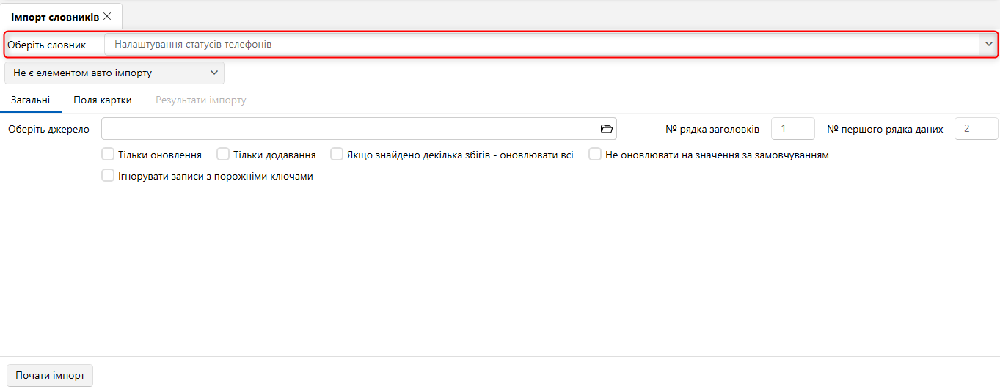 Імпорт словників
Оберіть словник Налаштування статусів телефонів
Не є елементом авто імпорту
Загальні Поля картки Результати імпорту
Оберіть джерело № рядка заголовків 1 № першого рядка даних 2
Тільки оновлення Тільки додавання Якщо знайдено декілька збігів - оновлювати всі Не оновлювати на значення за замовчуванням
Ігнорувати записи з порожніми ключами
Почати імпорт